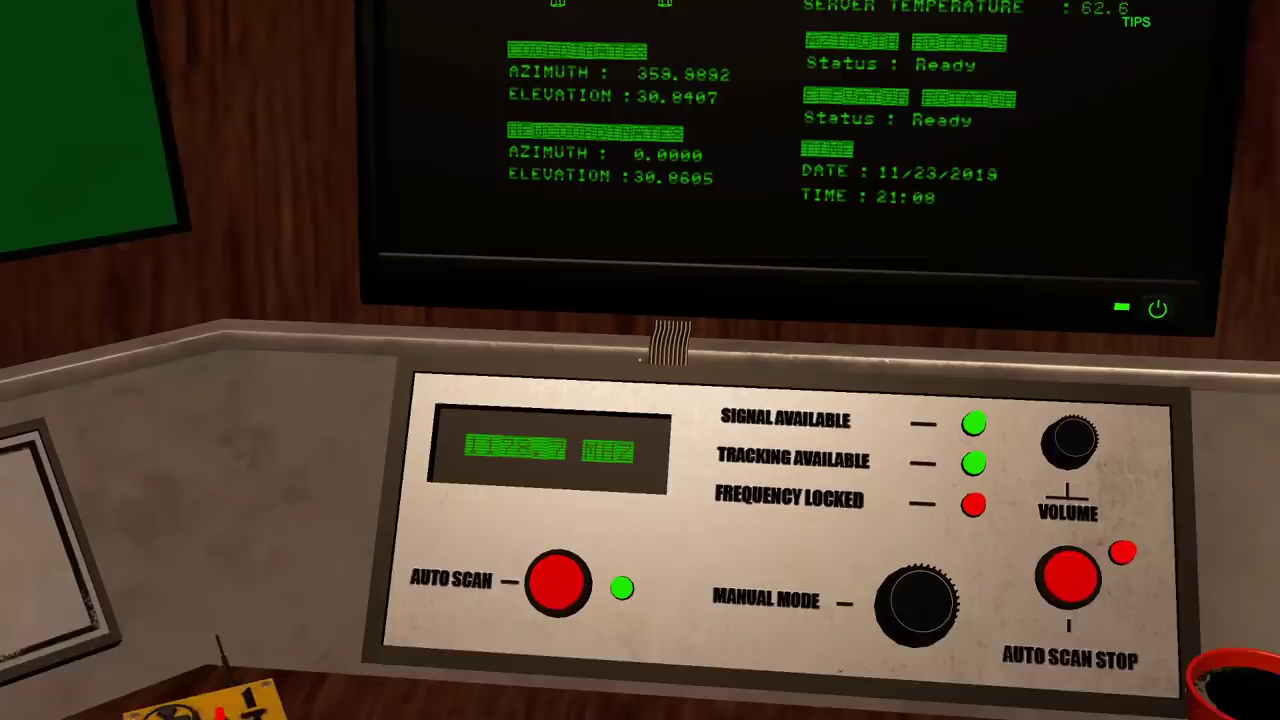 SERVER TEMPERATURE : 62.6
TIPS
AZIMUTH : 359.9892
ELEVATION : 30.8407
AZIMUTH : 0.0000
ELEVATION : 30.8605
Status : Ready
Status : Ready
DATE : 11/23/2019
TIME : 21:08
SIGNAL AVAILABLE
TRACKING AVAILABLE
FREQUENCY LOCKED
VOLUME
AUTO SCAN
MANUAL MODE
AUTO SCAN STOP